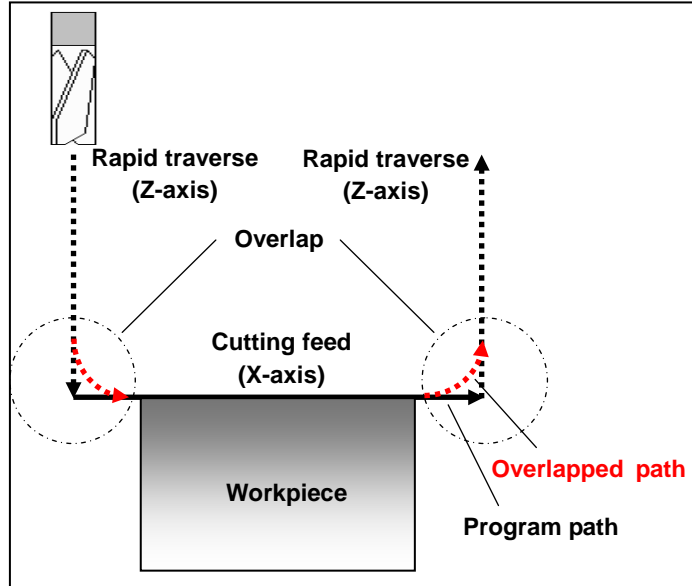 Rapid traverse
(Z-axis)
Rapid traverse
(Z-axis)
Overlap
Cutting feed
(X-axis)
Overlapped path
Workpiece
Program path